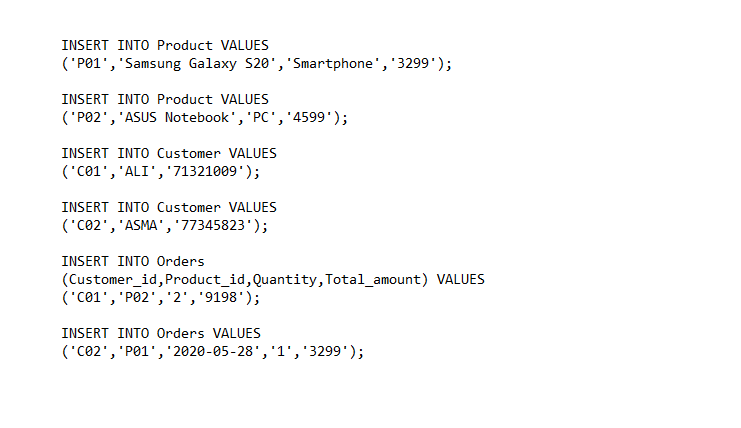 INSERT INTO Product VALUES
('P01','Samsung Galaxy S20','Smartphone','3299');
INSERT INTO Product VALUES
('P02','ASUS Notebook','PC','4599');
INSERT INTO Customer VALUES
('C01','ALI','71321009');
INSERT INTO Customer VALUES
('C02','ASMA','77345823');
INSERT INTO Orders
(Customer_id,Product_id,Quantity,Total_amount) VALUES
('C01','P02','2','9198');
INSERT INTO Orders VALUES
('C02','P01','2020-05-28','1','3299');